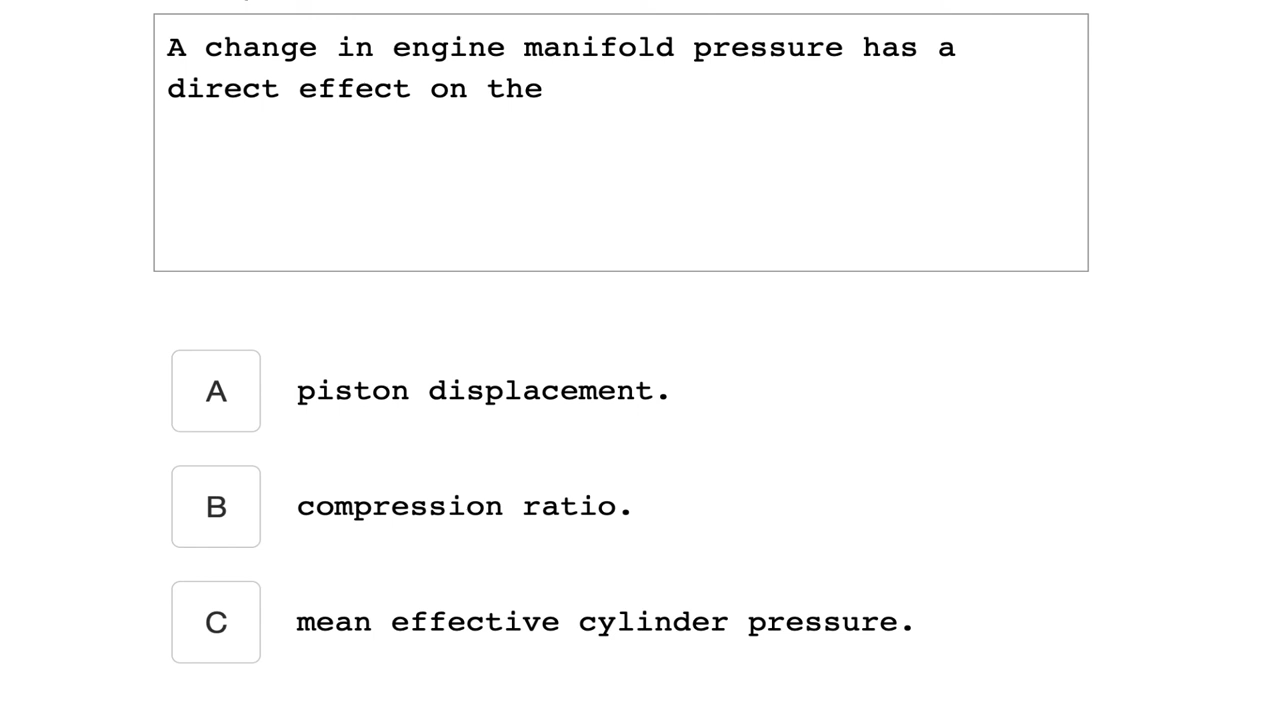 A change in engine manifold pressure has a
direct effect on the
A piston displacement.
B compression ratio.
C mean effective cylinder pressure.